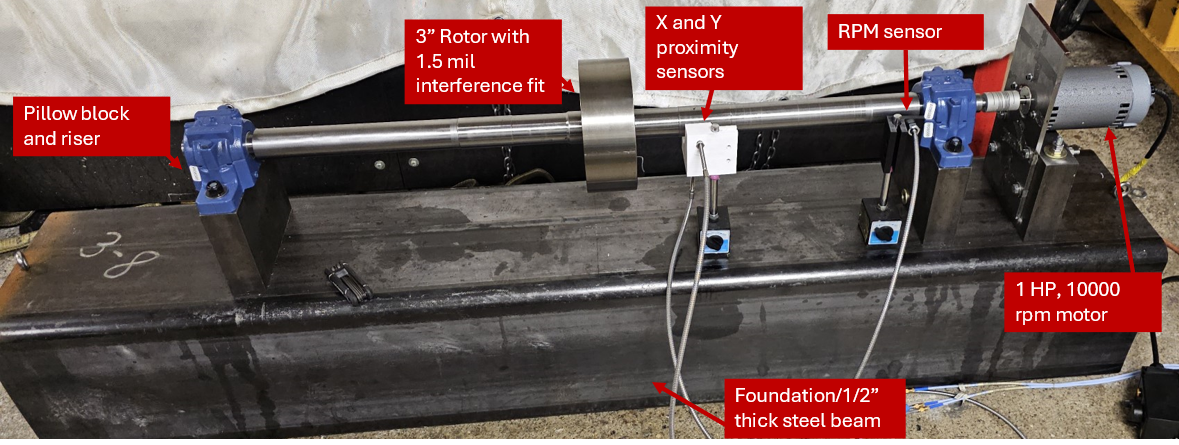 3" Rotor with
1.5 mil
interference fit
X and Y
proximity
sensors
RPM sensor
Pillow block
and riser
3.8
1 HP, 10000
rpm motor
Foundation/1/2"
thick steel beam